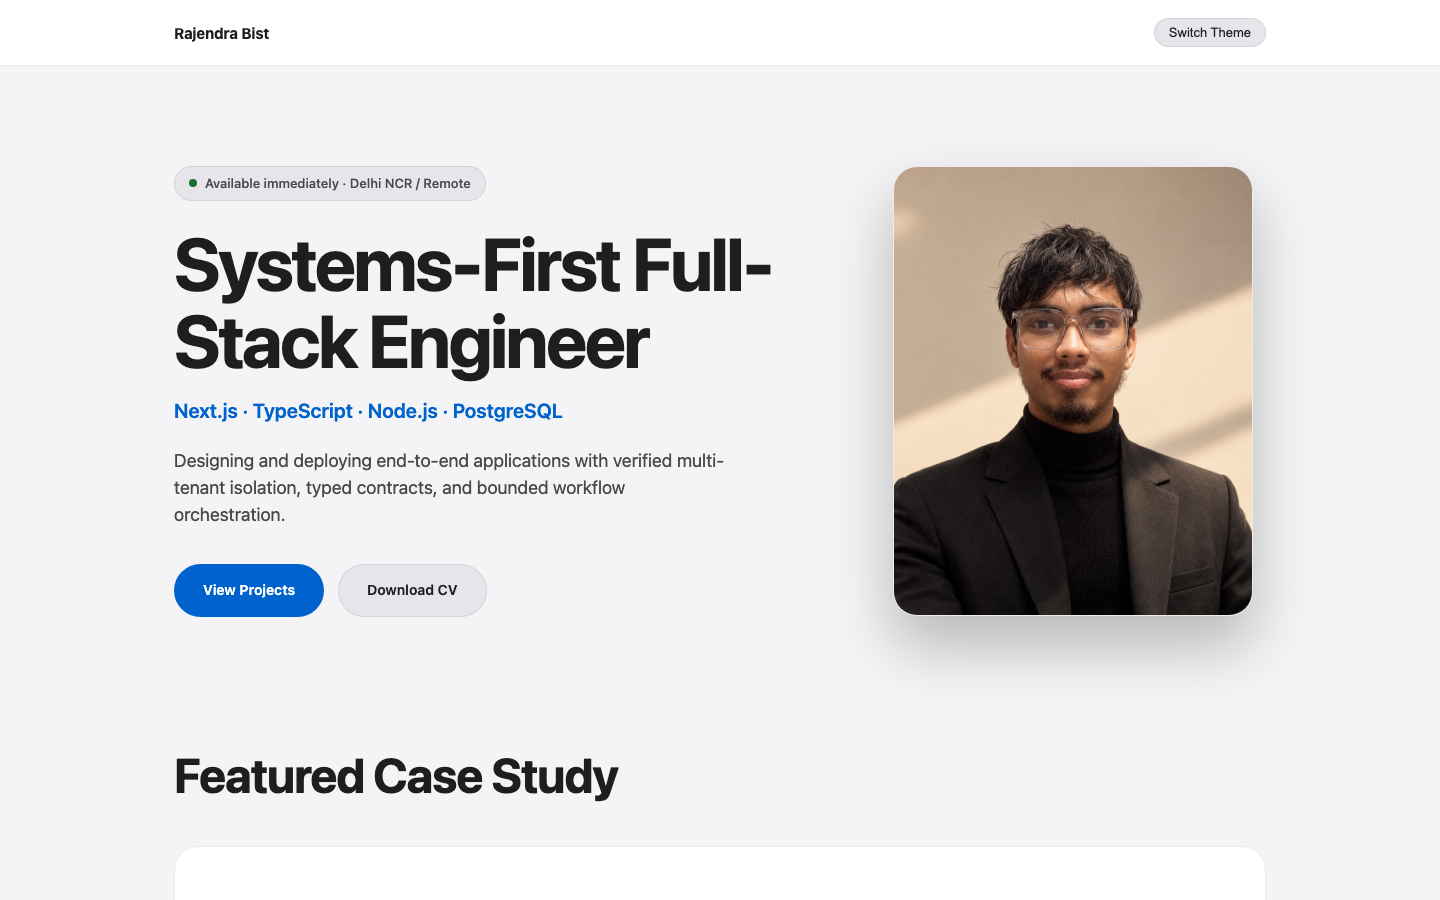 Rajendra Bist
Switch Theme
Available immediately · Delhi NCR / Remote
Systems-First Full-
Stack Engineer
Next.js · TypeScript · Node.js · PostgreSQL
Designing and deploying end-to-end applications with verified multi-
tenant isolation, typed contracts, and bounded workflow
orchestration.
View Projects
Download CV
Featured Case Study